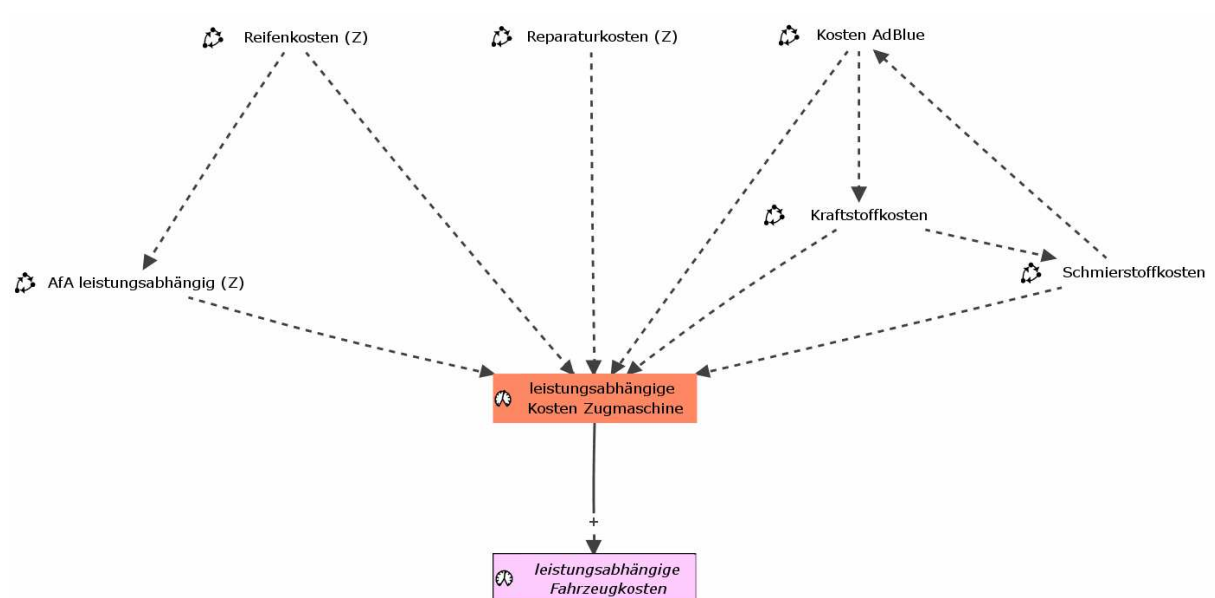 Reifenkosten (Z)
Reparaturkosten (Z)
Kosten AdBlue
Kraftstoffkosten
AfA leistungsabhängig (Z)
Schmierstoffkosten
leistungsabhängige
Kosten Zugmaschine
+
leistungsabhängige
Fahrzeugkosten